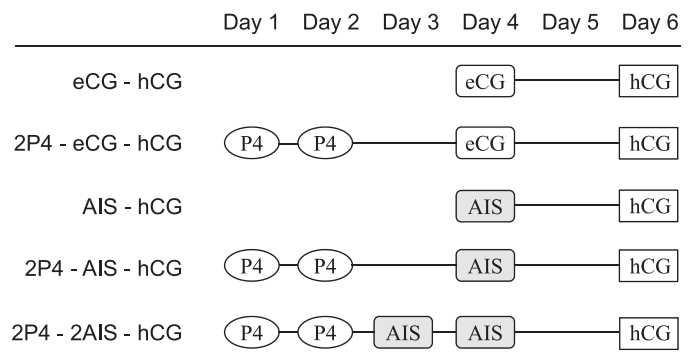 Day 1 Day 2 Day 3 Day 4 Day 5 Day 6
eCG - hCG eCG hCG
2P4 - eCG - hCG P4 P4 eCG hCG
AIS - hCG AIS hCG
2P4 - AIS - hCG P4 P4 AIS hCG
2P4 - 2AIS - hCG P4 P4 AIS AIS hCG